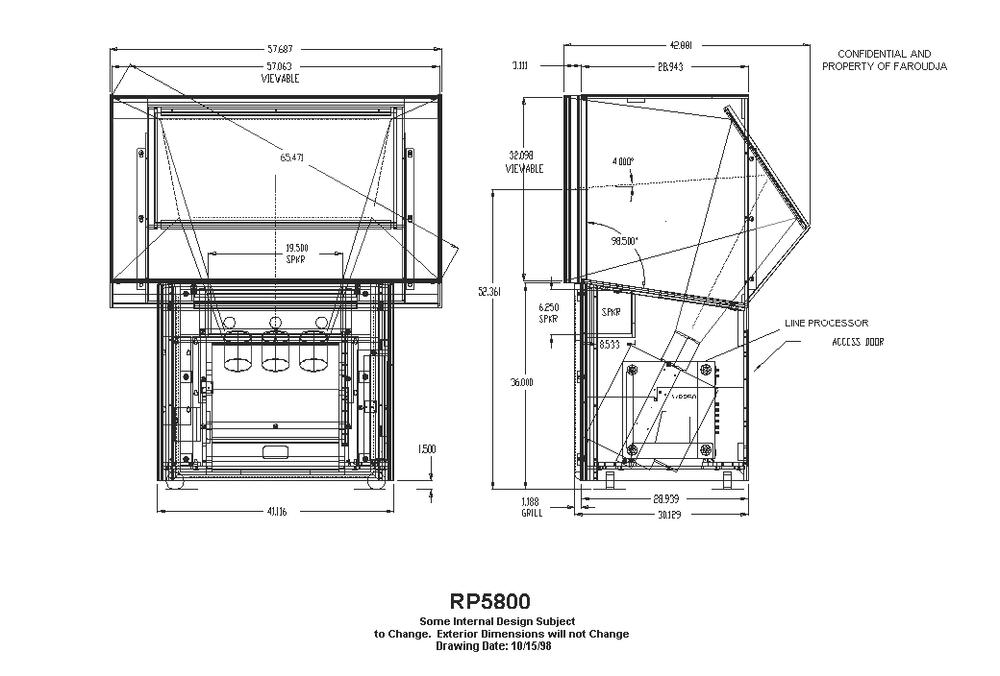 57.687
57.063
VIEWABLE
65.471
19.500
SPKR
1.500
41.116
42.881
3.111
28.943
CONFIDENTIAL AND
PROPERTY OF FAROUDJA
32.098
VIEWABLE
4.000°
98.500°
52.361
6.250
SPKR
SPKR
8.533
LINE PROCESSOR
ACCESS DOOR
36.000
1.188
GRILL
28.939
30.129
RP5800
Some Internal Design Subject
to Change. Exterior Dimensions will not Change
Drawing Date: 10/15/98